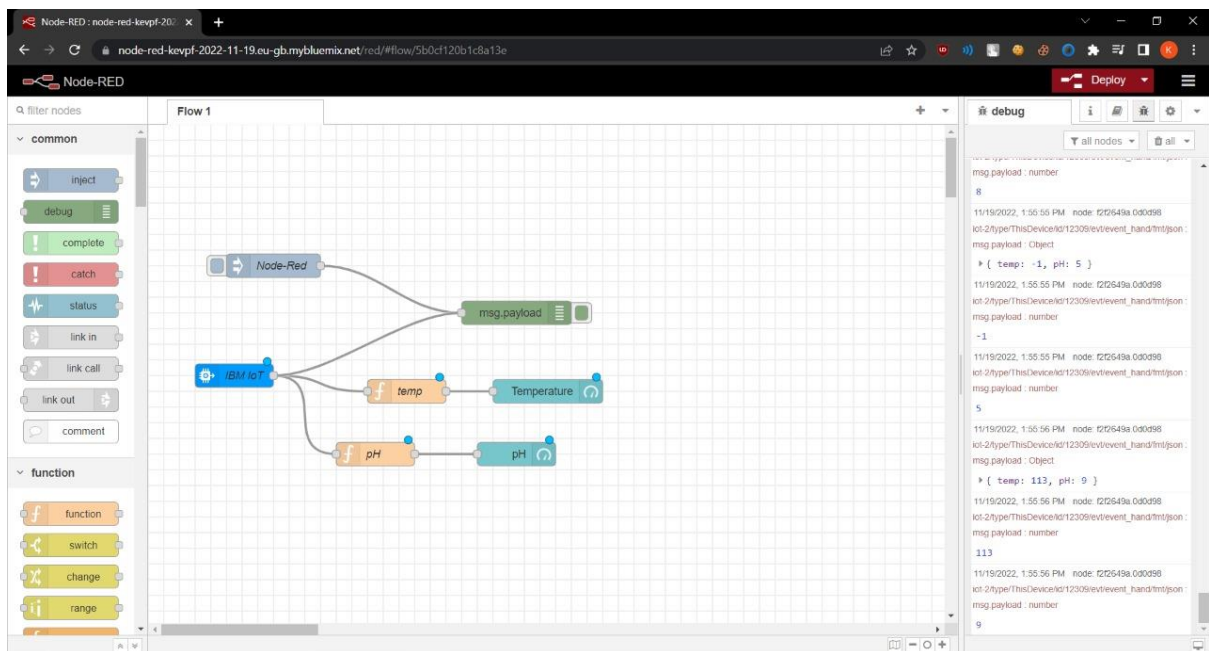 Node-RED : node-red-kevpf-202
node-red-kevpf-2022-11-19.eu-gb.mybluemix.net/red/#flow/5b0cf120b1c8a13e
K
Node-RED
Deploy
filter nodes
common
inject
debug
complete
catch
status
link in
link call
link out
comment
function
function
switch
change
range
Flow 1
Node-Red
msg.payload
IBM IoT
temp
Temperature
pH
pH
debug
i
all nodes
all
msg.payload : number
8
11/19/2022, 1:55:55 PM node: f2f2649a.0d0d98
iot-2/type/ThisDevice/id/12309/evt/event_hand/fmt/json :
msg.payload : Object
{ temp: -1, pH: 5 }
11/19/2022, 1:55:55 PM node: f2f2649a.0d0d98
iot-2/type/ThisDevice/id/12309/evt/event_hand/fmt/json :
msg.payload : number
-1
11/19/2022, 1:55:55 PM node: f2f2649a.0d0d98
iot-2/type/ThisDevice/id/12309/evt/event_hand/fmt/json :
msg.payload : number
5
11/19/2022, 1:55:56 PM node: f2f2649a.0d0d98
iot-2/type/ThisDevice/id/12309/evt/event_hand/fmt/json :
msg.payload : Object
{ temp: 113, pH: 9 }
11/19/2022, 1:55:56 PM node: f2f2649a.0d0d98
iot-2/type/ThisDevice/id/12309/evt/event_hand/fmt/json :
msg.payload : number
113
11/19/2022, 1:55:56 PM node: f2f2649a.0d0d98
iot-2/type/ThisDevice/id/12309/evt/event_hand/fmt/json :
msg.payload : number
9